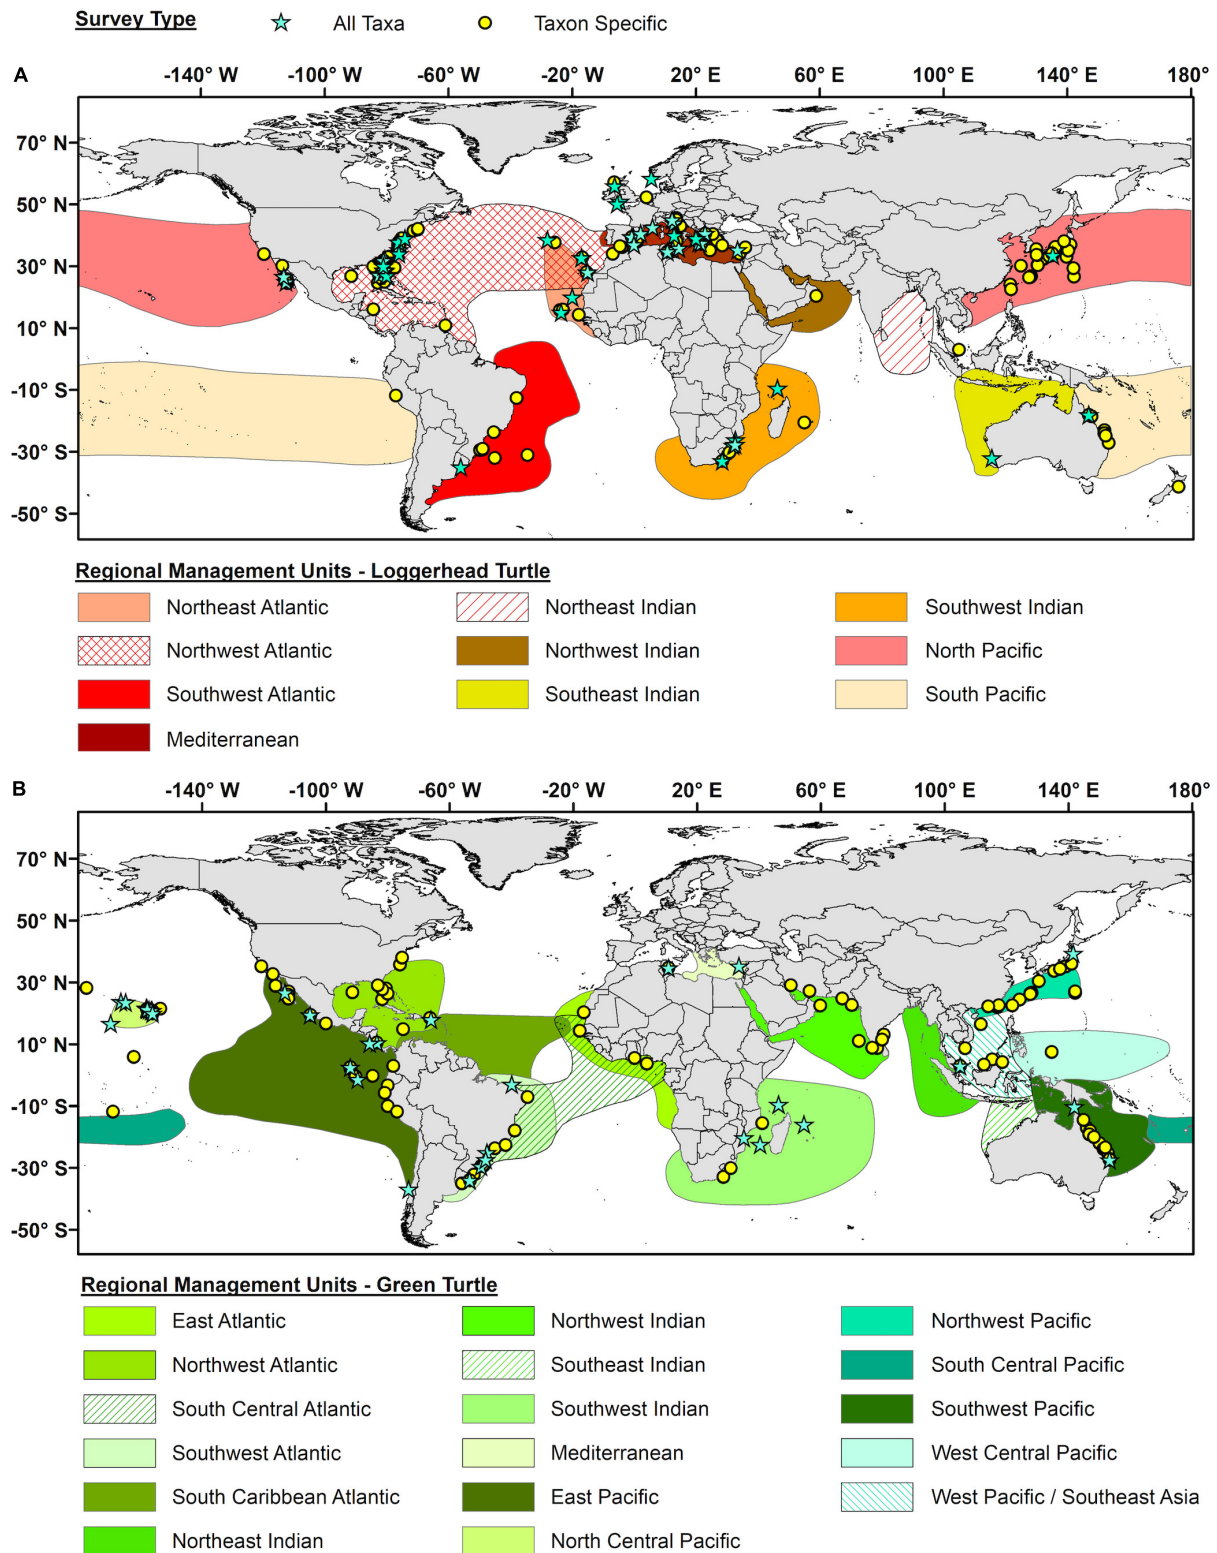 Survey Type All Taxa Taxon Specific
A
-140° W -100° W -60° W -20° W 20° E 60° E 100° E 140° E 180°
70° N
50° N
30° N
10° N
-10° S
-30° S
-50° S
Regional Management Units - Loggerhead Turtle
Northeast Atlantic Northeast Indian Southwest Indian
Northwest Atlantic Northwest Indian North Pacific
Southwest Atlantic Southeast Indian South Pacific
Mediterranean
B
-140° W -100° W -60° W -20° W 20° E 60° E 100° E 140° E 180°
70° N
50° N
30° N
10° N
-10° S
-30° S
-50° S
Regional Management Units - Green Turtle
East Atlantic Northwest Indian Northwest Pacific
Northwest Atlantic Southeast Indian South Central Pacific
South Central Atlantic Southwest Indian Southwest Pacific
Southwest Atlantic Mediterranean West Central Pacific
South Caribbean Atlantic East Pacific West Pacific / Southeast Asia
Northeast Indian North Central Pacific